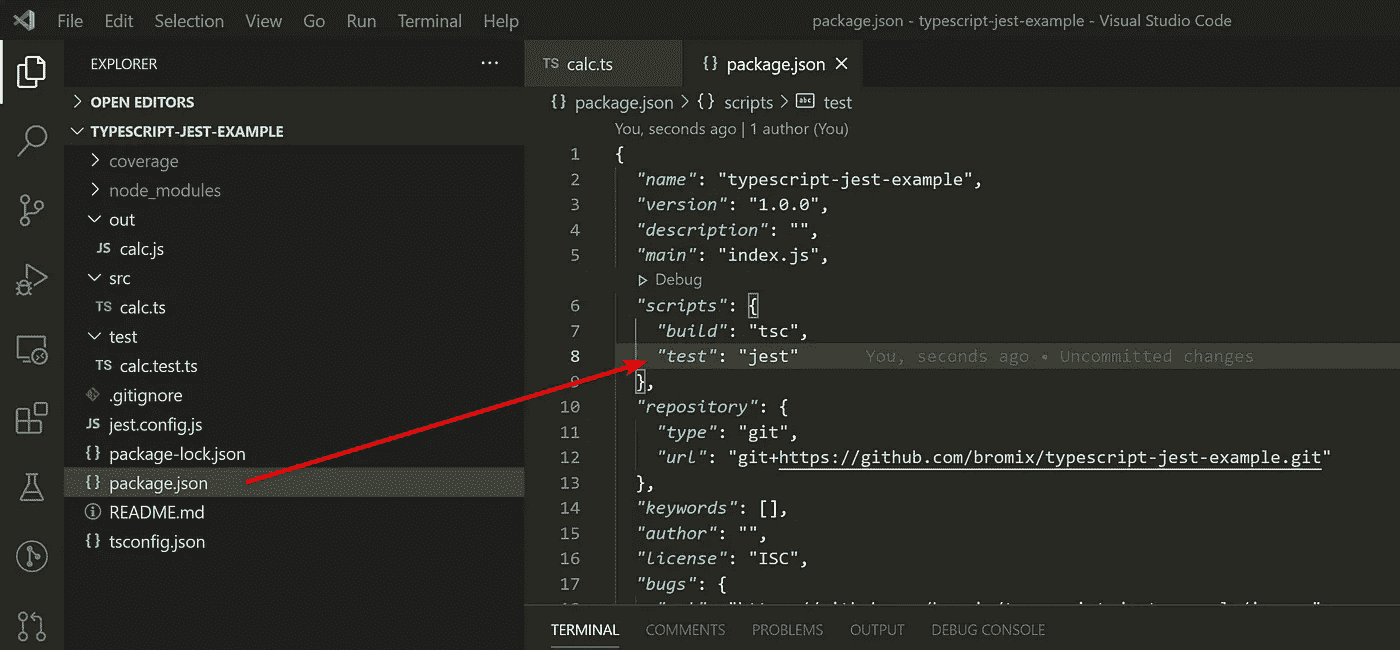 File Edit Selection View Go Run Terminal Help
package.json - typescript-jest-example - Visual Studio Code
EXPLORER ...
OPEN EDITORS
TYPESCRIPT-JEST-EXAMPLE
coverage
node_modules
out
JS calc.js
src
TS calc.ts
test
TS calc.test.ts
.gitignore
JS jest.config.js
{} package-lock.json
{} package.json
README.md
{} tsconfig.json
TS calc.ts
{} package.json ×
{} package.json > {} scripts > abc test
You, seconds ago | 1 author (You)
1 {
2 "name": "typescript-jest-example",
3 "version": "1.0.0",
4 "description": "",
5 "main": "index.js",
Debug
6 "scripts": {
7 "build": "tsc",
8 "test": "jest" You, seconds ago • Uncommitted changes
9 },
10 "repository": {
11 "type": "git",
12 "url": "git+https://github.com/bromix/typescript-jest-example.git"
13 },
14 "keywords": [],
15 "author": "",
16 "license": "ISC",
17 "bugs": {
TERMINAL COMMENTS PROBLEMS OUTPUT DEBUG CONSOLE